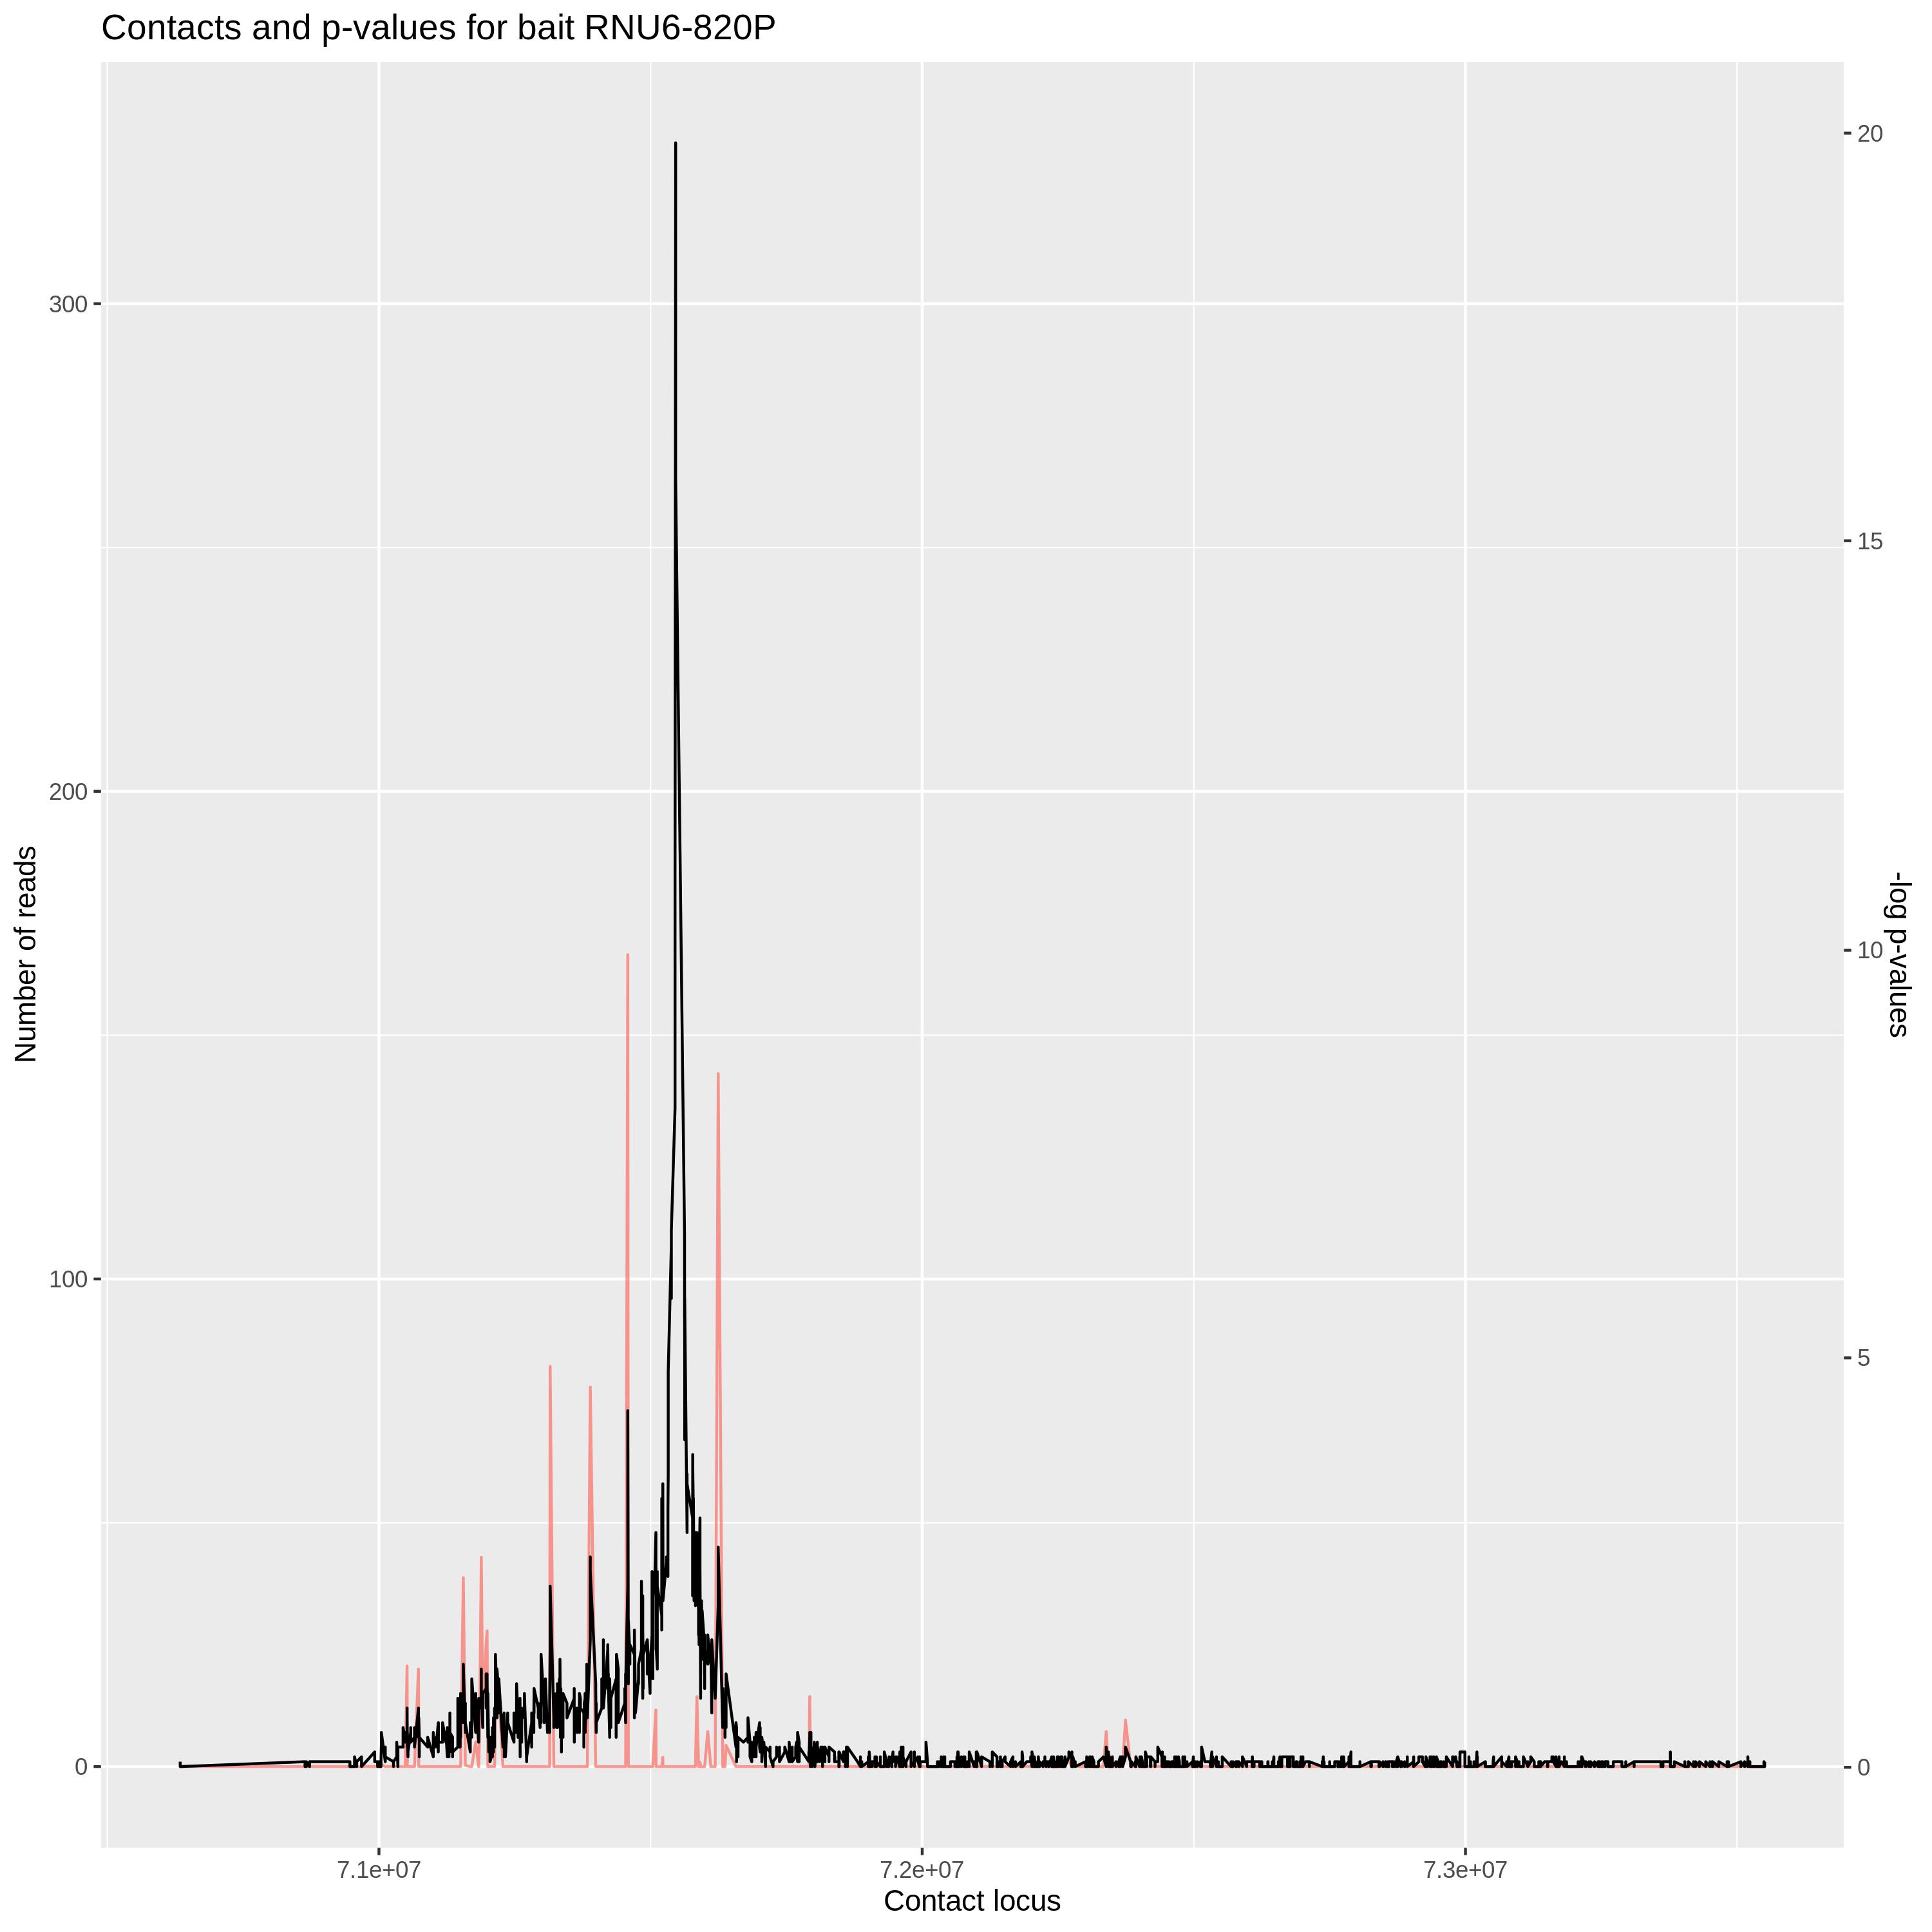 Contacts and p-values for bait RNU6-820P
300
200
100
0
Number of reads
20
15
10
5
0
-log p-values
7.1e+07
7.2e+07
7.3e+07
Contact locus